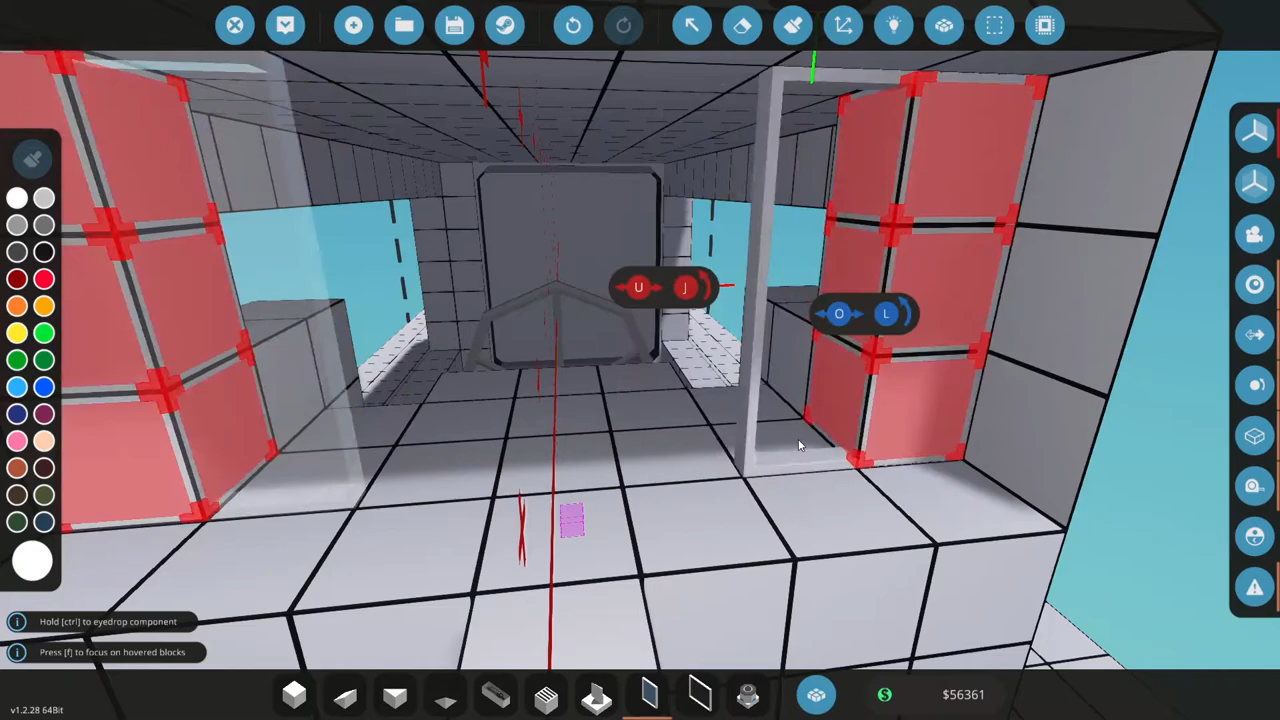 U J
O L
Hold [ctrl] to eyedrop component
Press [f] to focus on hovered blocks
v1.2.28 64Bit
$ $56361